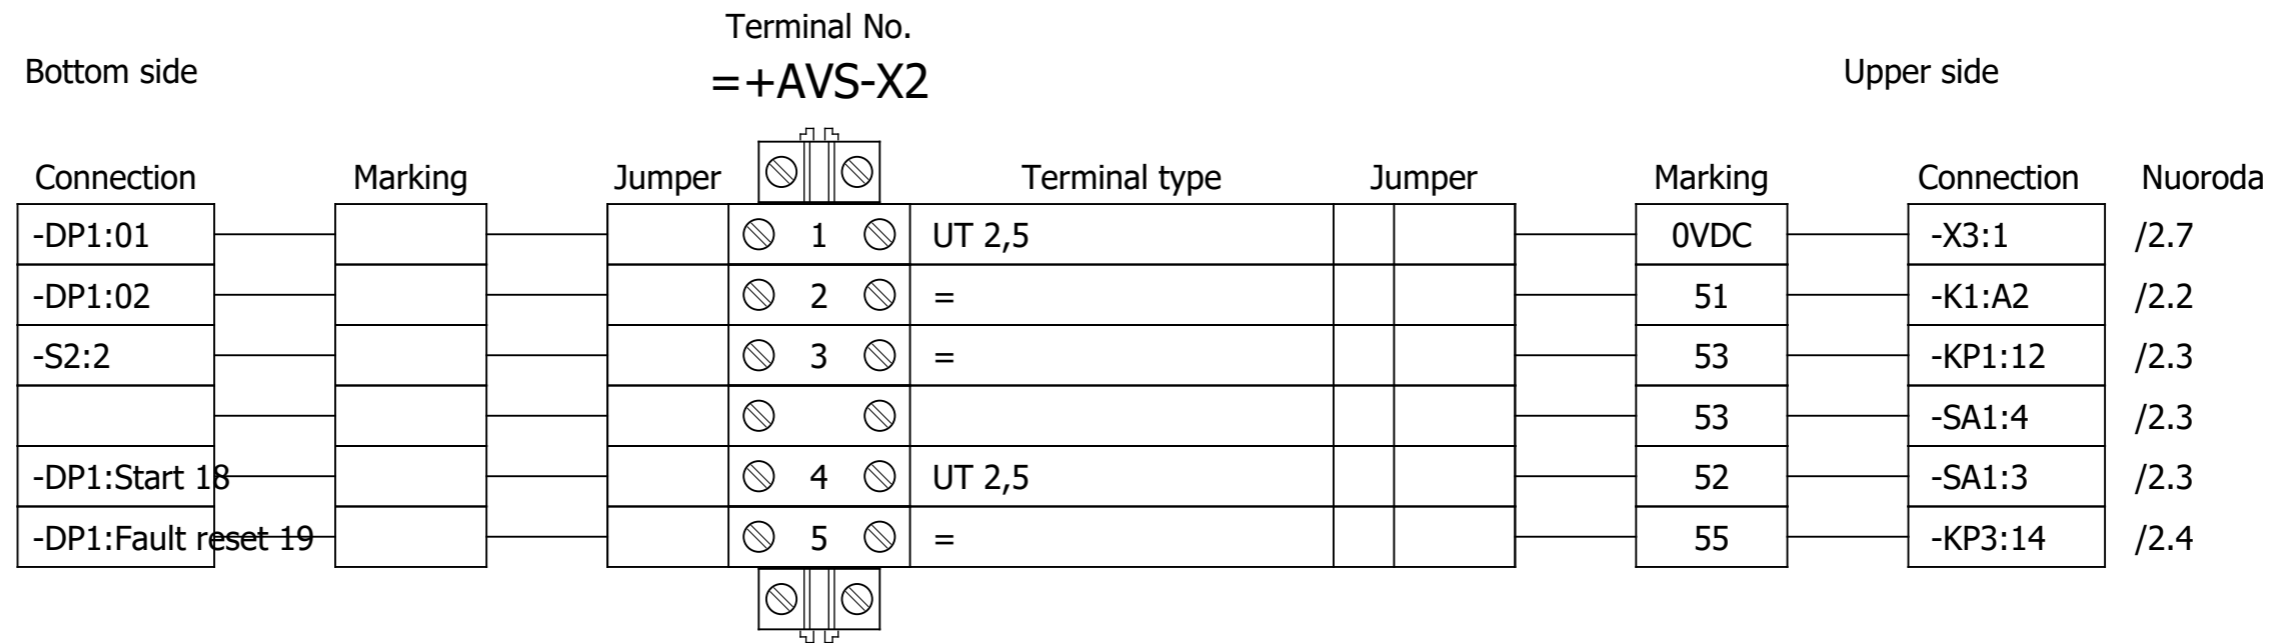 Terminal No.
Bottom side =+AVS-X2 Upper side
Connection Marking Jumper Terminal type Jumper Marking Connection Nuoroda
-DP1:01 1 UT 2,5 0VDC -X3:1 /2.7
-DP1:02 2 = 51 -K1:A2 /2.2
-S2:2 3 = 53 -KP1:12 /2.3
53 -SA1:4 /2.3
-DP1:Start 18 4 UT 2,5 52 -SA1:3 /2.3
-DP1:Fault reset 19 5 = 55 -KP3:14 /2.4